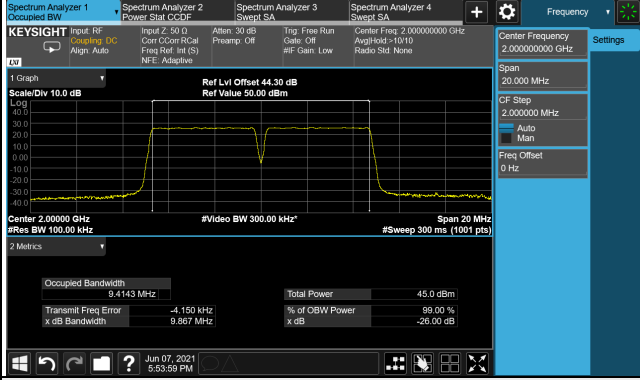 Spectrum Analyzer 1
Occupied BW
Spectrum Analyzer 2
Power Stat CCDF
Spectrum Analyzer 3
Swept SA
Spectrum Analyzer 4
Swept SA
Frequency
KEYSIGHT
LXI
Input: RF
Coupling: DC
Align: Auto
Input Z: 50 Ω
Corr CCorr RCal
Freq Ref: Int (S)
NFE: Adaptive
Atten: 30 dB
Preamp: Off
Trig: Free Run
Gate: Off
#IF Gain: Low
Center Freq: 2.000000000 GHz
Avg|Hold:>10/10
Radio Std: None
Center Frequency
2.000000000 GHz
Settings
Span
20.000 MHz
CF Step
2.000000 MHz
Auto
Man
Freq Offset
0 Hz
1 Graph
Scale/Div 10.0 dB
Ref Lvl Offset 44.30 dB
Ref Value 50.00 dBm
Log
40.0
30.0
20.0
10.0
0.00
-10.0
-20.0
-30.0
-40.0
Center 2.00000 GHz
#Res BW 100.00 kHz
#Video BW 300.00 kHz*
Span 20 MHz
#Sweep 300 ms (1001 pts)
2 Metrics
Occupied Bandwidth
9.4143 MHz
Transmit Freq Error -4.150 kHz
x dB Bandwidth 9.867 MHz
Total Power 45.0 dBm
% of OBW Power 99.00 %
x dB -26.00 dB
?
Jun 07, 2021
5:53:59 PM